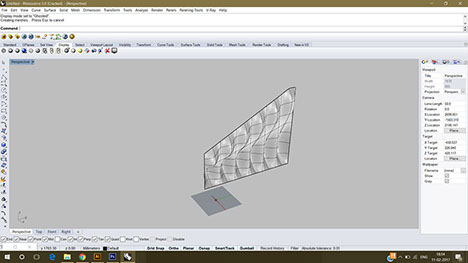 Untitled - Rhinoceros 5.0 (Cracked) - [Perspective]
File Edit View Curve Surface Solid Mesh Dimension Transform Tools Analyze Render Panels Paneling Tools V-Ray Help
Display mode set to "Ghosted".
Creating meshes... Press Esc to cancel
Command:
Standard CPlanes Set View Display Select Viewport Layout Visibility Transform Curve Tools Surface Tools Solid Tools Mesh Tools Render Tools Drafting New in V5
Perspective
Viewport
Title Perspective
Width
Height
Projection
Camera
Lens Length 50.0
Rotation 0.0
X Location
Y Location
Z Location
Location Place...
Target
X Target
Y Target
Z Target
Location Place...
Wallpaper
Filename (none)
Show
Gray
Perspective Top Front Right
End Near Point Mid Cen Int Perp Tan Quad Knot Vertex Project Disable
z 0.00 Millimeters Default Grid Snap Ortho Planar Osnap SmartTrack Gumball Record History Filter Absolute tolerance: 0.01
18:54
11-02-2017